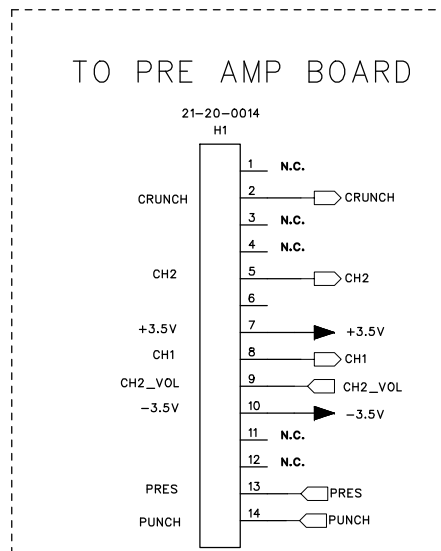 TO PRE AMP BOARD
21-20-0014
H1
1 N.C.
CRUNCH 2 CRUNCH
3 N.C.
4 N.C.
CH2 5 CH2
6
+3.5V 7 +3.5V
CH1 8 CH1
CH2_VOL 9 CH2_VOL
−3.5V 10 −3.5V
11 N.C.
12 N.C.
PRES 13 PRES
PUNCH 14 PUNCH